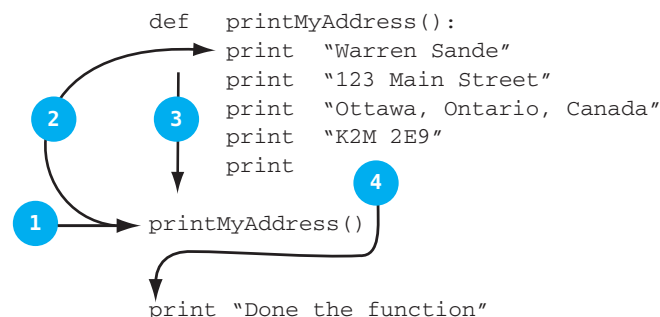 def printMyAddress():
print “Warren Sande”
print “123 Main Street”
print “Ottawa, Ontario, Canada”
print “K2M 2E9”
print
2
3
4
1
printMyAddress()
print “Done the function”